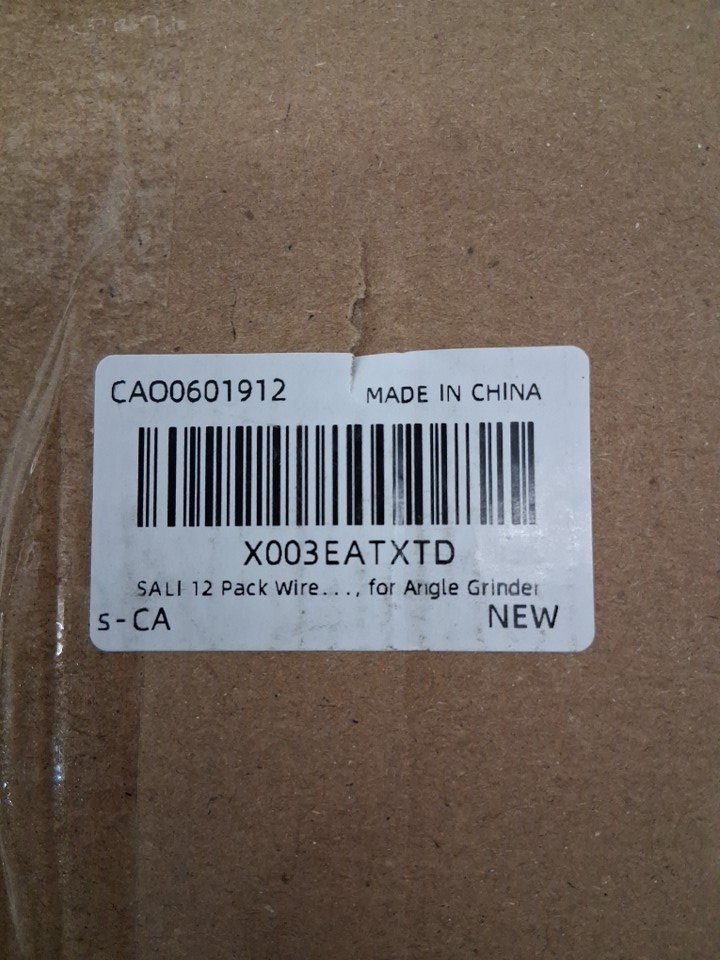 CAO0601912 MADE IN CHINA
X003EATXTD
SALI 12 Pack Wire...., for Angle Grinder
s-CA NEW